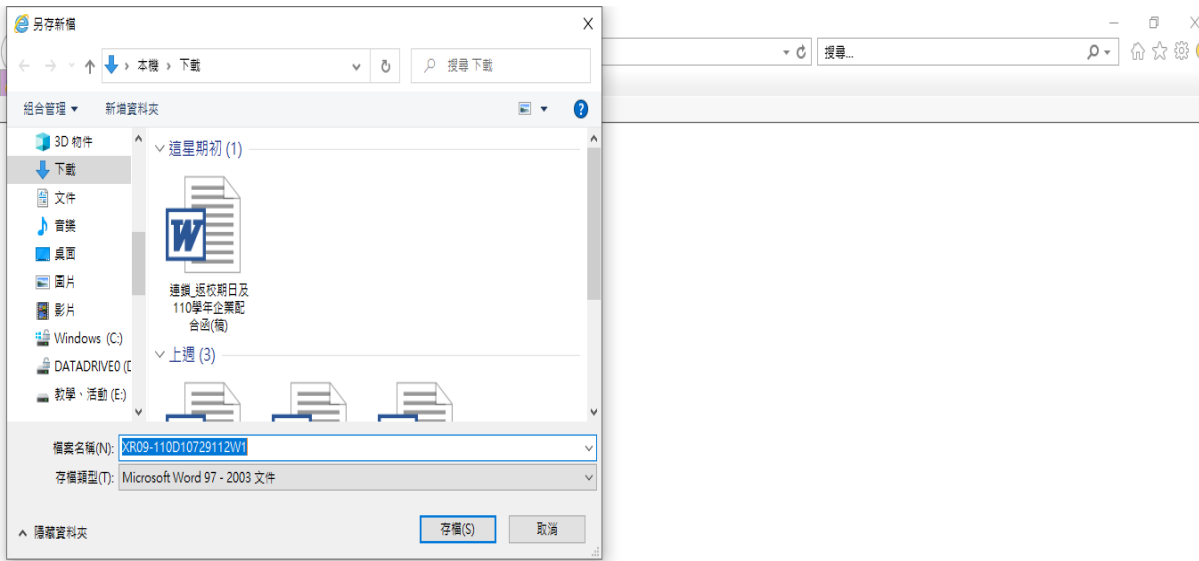 另存新檔
本機 › 下載
搜尋 下載
搜尋...
組合管理
新增資料夾
3D 物件
下載
文件
音樂
桌面
圖片
影片
Windows (C:)
DATADRIVE0 (D
教學、活動 (E:)
這星期初 (1)
連鎖_返校期日及
110學年企業配
合函(稿)
上週 (3)
檔案名稱(N): XR09-110D10729112W1
存檔類型(T): Microsoft Word 97 - 2003 文件
隱藏資料夾
存檔(S)
取消